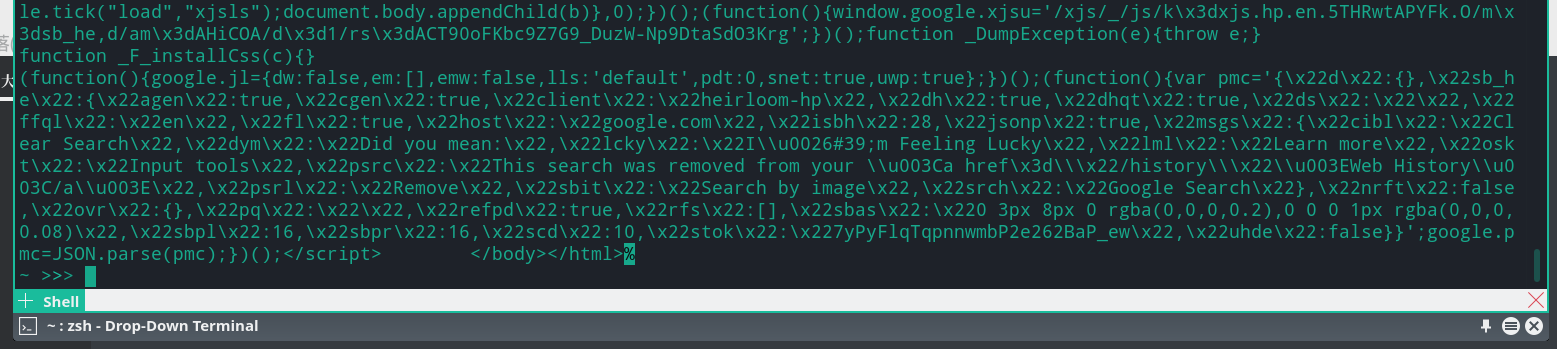 le.tick("load","xjsls");document.body.appendChild(b)},0);})();(function(){window.google.xjsu='/xjs/_/js/k\x3dxjs.hp.en.5THRwtAPYFk.O/m\x
3dsb_he,d/am\x3dAHiCOA/d\x3d1/rs\x3dACT90oFKbc9Z7G9_DuzW-Np9DtaSdO3Krg';})();function _DumpException(e){throw e;}
function _F_installCss(c){}
(function(){google.jl={dw:false,em:[],emw:false,lls:'default',pdt:0,snet:true,uwp:true};})();(function(){var pmc='{\x22d\x22:{},\x22sb_h
e\x22:{\x22agen\x22:true,\x22cgen\x22:true,\x22client\x22:\x22heirloom-hp\x22,\x22dh\x22:true,\x22dhqt\x22:true,\x22ds\x22:\x22\x22,\x22
ffql\x22:\x22en\x22,\x22fl\x22:true,\x22host\x22:\x22google.com\x22,\x22isbh\x22:28,\x22jsonp\x22:true,\x22msgs\x22:{\x22cibl\x22:\x22Cl
ear Search\x22,\x22dym\x22:\x22Did you mean:\x22,\x22lcky\x22:\x22I\\u0026#39;m Feeling Lucky\x22,\x22lml\x22:\x22Learn more\x22,\x22osk
t\x22:\x22Input tools\x22,\x22psrc\x22:\x22This search was removed from your \\u003Ca href\x3d\\\x22/history\\\x22\\u003EWeb History\\u0
03C/a\\u003E\x22,\x22psrl\x22:\x22Remove\x22,\x22sbit\x22:\x22Search by image\x22,\x22srch\x22:\x22Google Search\x22},\x22nrft\x22:false
,\x22ovr\x22:{},\x22pq\x22:\x22\x22,\x22refpd\x22:true,\x22rfs\x22:[],\x22sbas\x22:\x220 3px 8px 0 rgba(0,0,0,0.2),0 0 0 1px rgba(0,0,0,
0.08)\x22,\x22sbpl\x22:16,\x22sbpr\x22:16,\x22scd\x22:10,\x22stok\x22:\x227yPyFlqTqpnnwmbP2e262BaP_ew\x22,\x22uhde\x22:false}}';google.p
mc=JSON.parse(pmc);})();</script>        </body></html>%
~ >>>
Shell
~ : zsh - Drop-Down Terminal